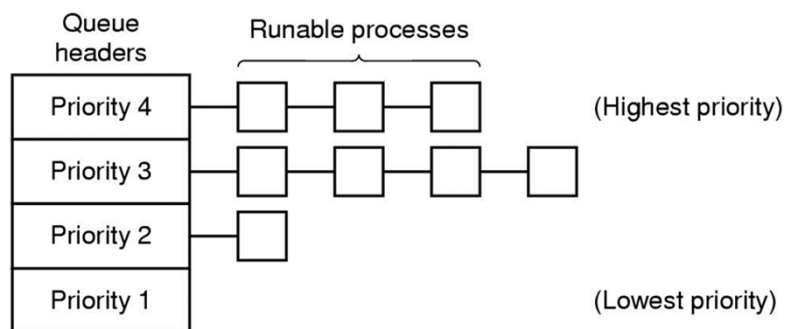 Queue
headers
Runable processes
Priority 4
(Highest priority)
Priority 3
Priority 2
Priority 1
(Lowest priority)